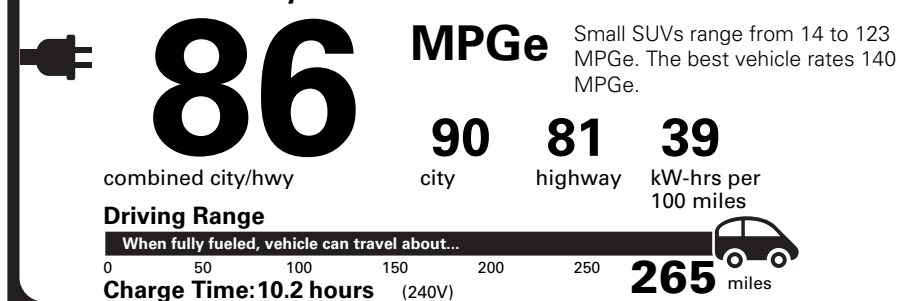 86
MPGe
Small SUVs range from 14 to 123
MPGe. The best vehicle rates 140
MPGe.
90
81
39
combined city/hwy
city
highway
kW-hrs per
100 miles
Driving Range
When fully fueled, vehicle can travel about...
0 50 100 150 200 250 265 miles
Charge Time: 10.2 hours (240V)